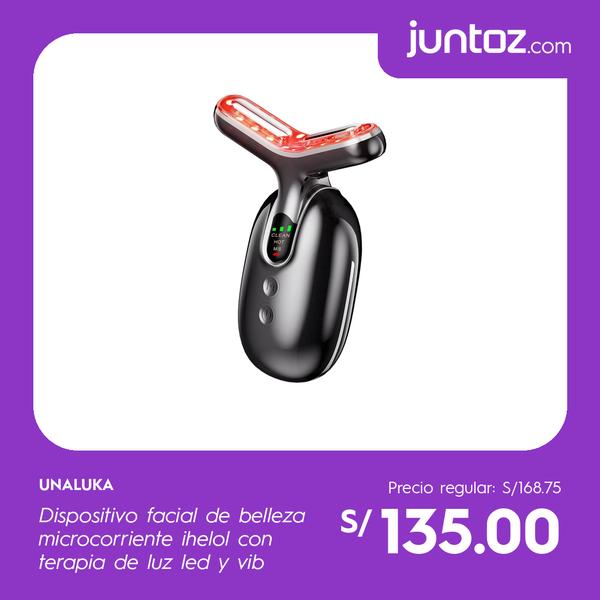 juntoz.com
CLEAN
HOT
UNALUKA
Dispositivo facial de belleza
microcorriente ihelol con
terapia de luz led y vib
Precio regular: S/168.75
S/135.00